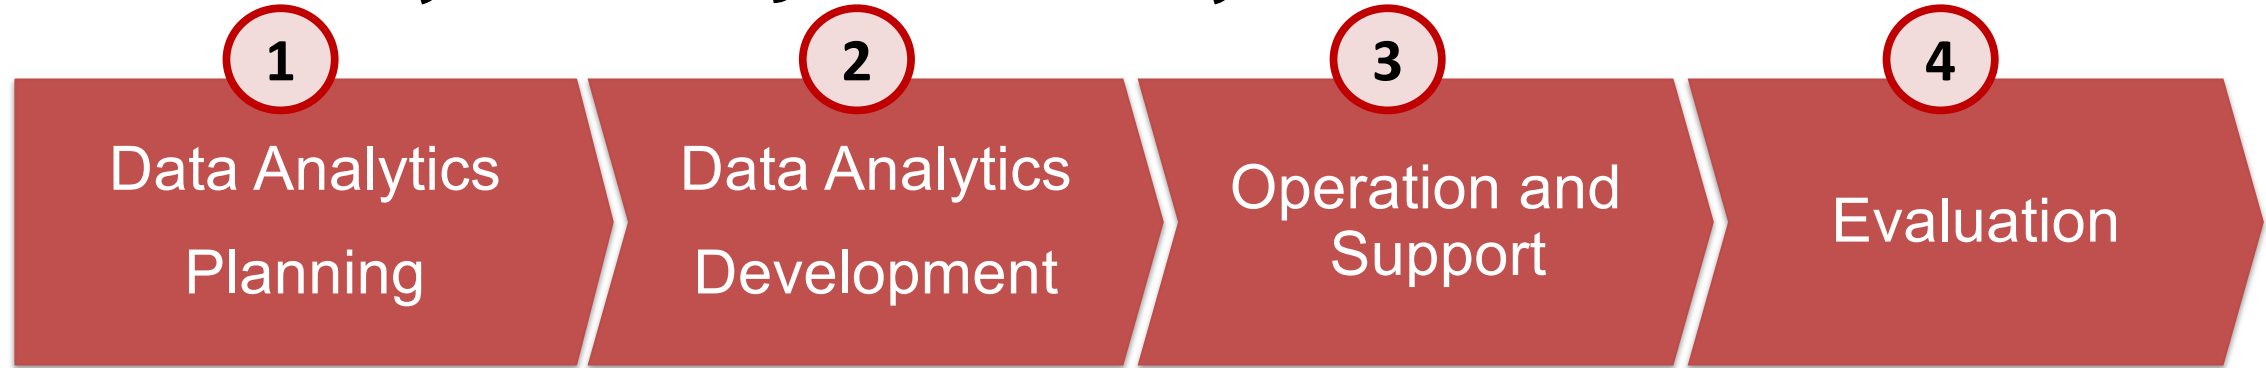 1
Data Analytics
Planning
2
Data Analytics
Development
3
Operation and
Support
4
Evaluation